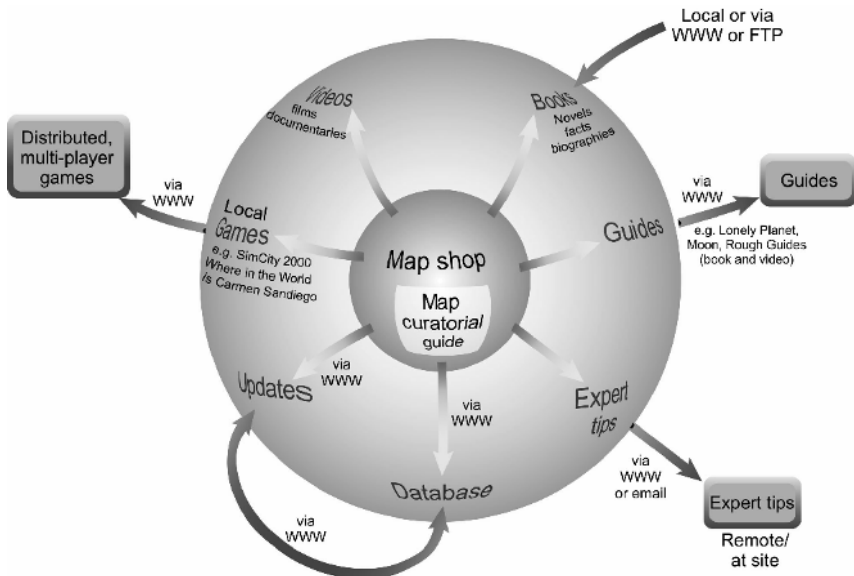 Local or via
WWW or FTP
Videos
films
documentaries
Books
Novels
facts
biographies
Distributed,
multi-player
games
via
WWW
Local
Games
e.g. SimCity 2000
Where in the World
is Carmen Sandiego
Map shop
Map
curatorial
guide
Guides
via
WWW
Guides
e.g. Lonely Planet,
Moon, Rough Guides
(book and video)
Updates
via
WWW
via
WWW
Expert
tips
Database
via
WWW
via
WWW
or email
Expert tips
Remote/
at site